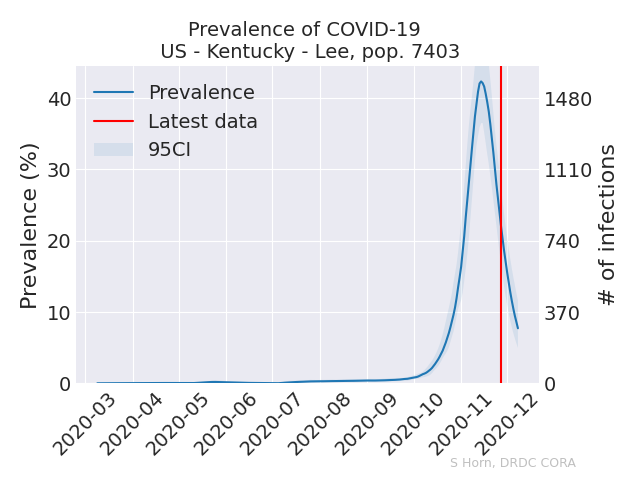 Prevalence of COVID-19
US - Kentucky - Lee, pop. 7403
Prevalence
Latest data
95CI
Prevalence (%)
40
30
20
10
0
1480
1110
740
370
0
# of infections
2020-03
2020-04
2020-05
2020-06
2020-07
2020-08
2020-09
2020-10
2020-11
2020-12
S Horn, DRDC CORA